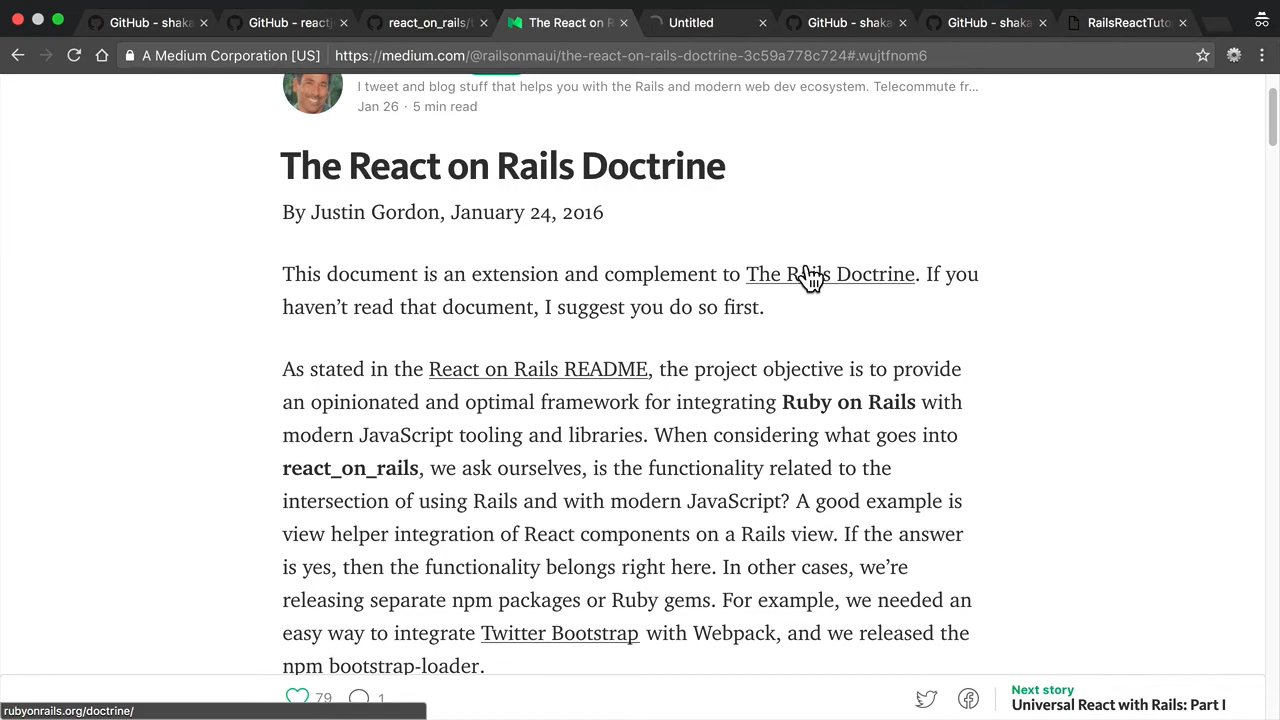 GitHub - shaka
GitHub - reactj
react_on_rails/
The React on R
Untitled
GitHub - shaka
GitHub - shaka
RailsReactTuto
A Medium Corporation [US]
https://medium.com/@railsonmaui/the-react-on-rails-doctrine-3c59a778c724#.wujtfnom6
I tweet and blog stuff that helps you with the Rails and modern web dev ecosystem. Telecommute fr...
Jan 26 · 5 min read
The React on Rails Doctrine
By Justin Gordon, January 24, 2016
This document is an extension and complement to The Rails Doctrine. If you
haven’t read that document, I suggest you do so first.
As stated in the React on Rails README, the project objective is to provide
an opinionated and optimal framework for integrating Ruby on Rails with
modern JavaScript tooling and libraries. When considering what goes into
react_on_rails, we ask ourselves, is the functionality related to the
intersection of using Rails and with modern JavaScript? A good example is
view helper integration of React components on a Rails view. If the answer
is yes, then the functionality belongs right here. In other cases, we’re
releasing separate npm packages or Ruby gems. For example, we needed an
easy way to integrate Twitter Bootstrap with Webpack, and we released the
npm bootstrap-loader.
79
1
Next story
Universal React with Rails: Part I
rubyonrails.org/doctrine/